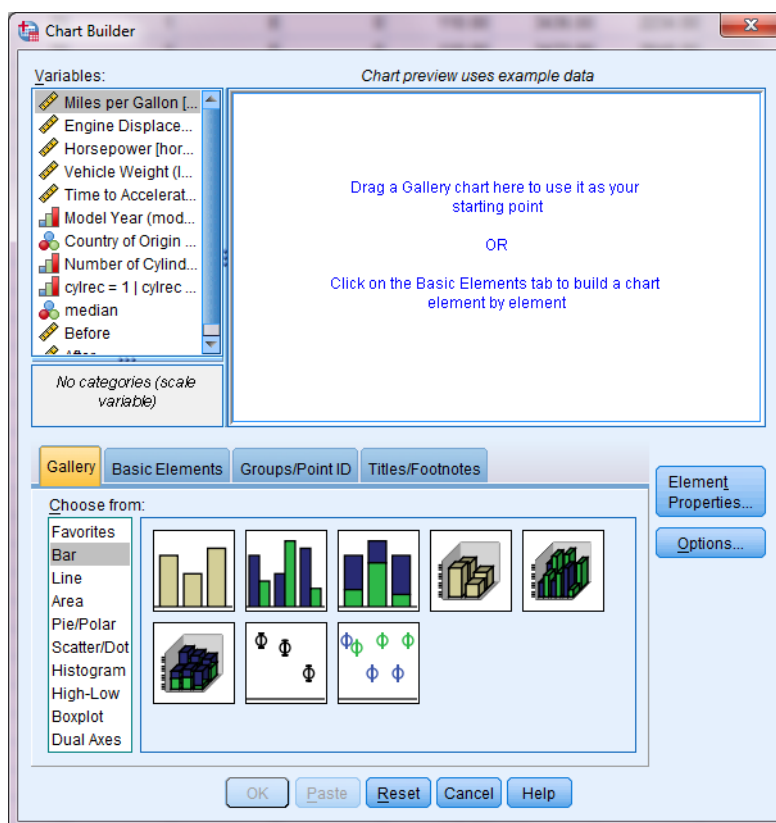 Chart Builder
Variables:
Chart preview uses example data
Miles per Gallon [...
Engine Displace...
Horsepower [hor...
Vehicle Weight (l...
Time to Accelerat...
Model Year (mod...
Country of Origin ...
Number of Cylind...
cylrec = 1 | cylrec ...
median
Before
Drag a Gallery chart here to use it as your
starting point
OR
Click on the Basic Elements tab to build a chart
element by element
No categories (scale
variable)
Gallery Basic Elements Groups/Point ID Titles/Footnotes
Choose from:
Favorites
Bar
Line
Area
Pie/Polar
Scatter/Dot
Histogram
High-Low
Boxplot
Dual Axes
Element
Properties...
Options...
OK Paste Reset Cancel Help